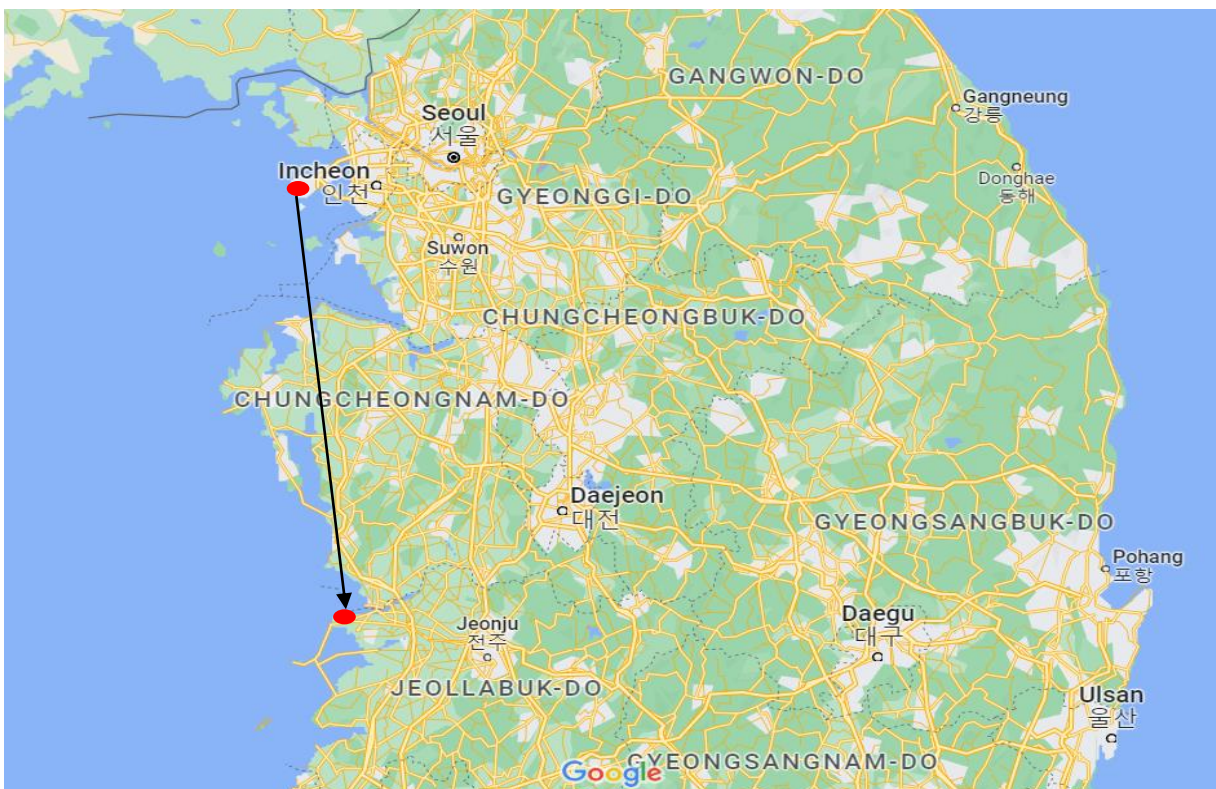 GANGWON-DO
Gangneung
강릉
Seoul
서울
Incheon
인천
Donghae
동해
GYEONGGI-DO
Suwon
수원
CHUNGCHEONGBUK-DO
CHUNGCHEONGNAM-DO
Daejeon
대전
GYEONGSANGBUK-DO
Pohang
포항
Daegu
대구
Jeonju
전주
JEOLLABUK-DO
Ulsan
울산
GYEONGSANGNAM-DO
Google